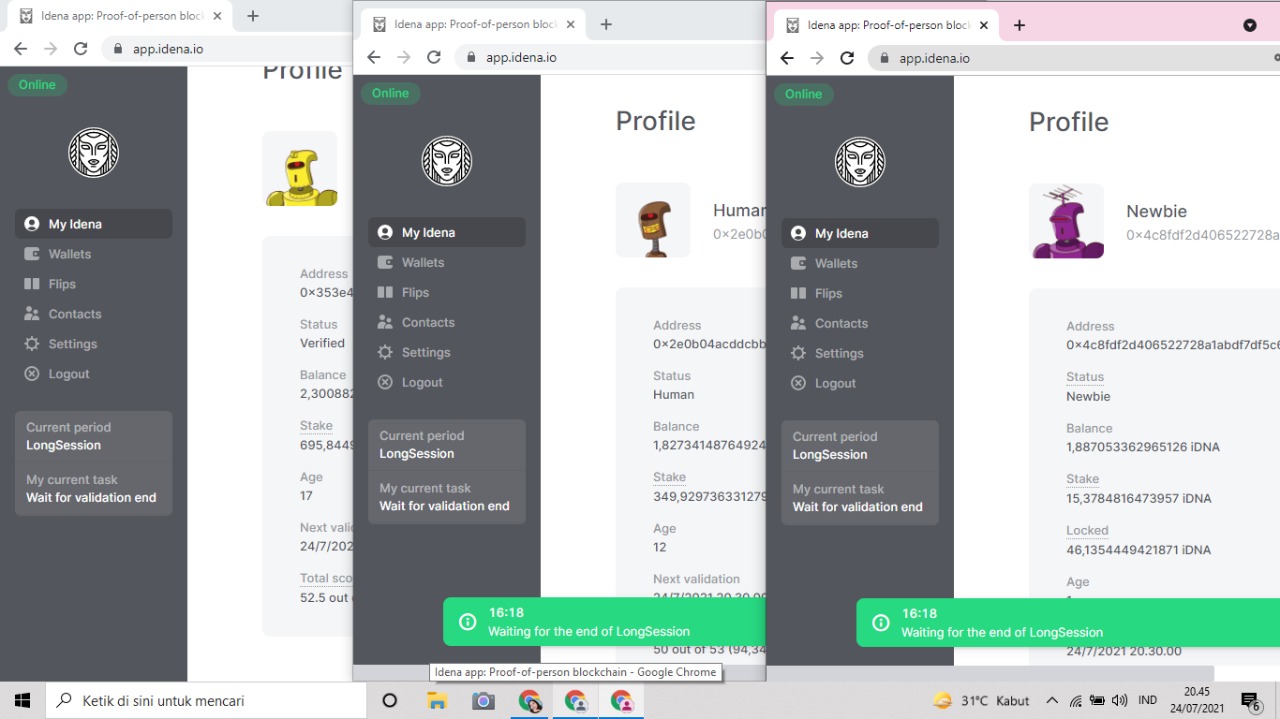 Idena app: Proof-of-person block
app.idena.io
Online
My Idena
Wallets
Flips
Contacts
Settings
Logout
Current period
LongSession
My current task
Wait for validation end
Profile
Address
0x353e4
Status
Verified
Balance
2,300882
Stake
695,8449
Age
17
Next valid
24/7/202
Total sco
52.5 out
Idena app: Proof-of-person block
app.idena.io
Online
My Idena
Wallets
Flips
Contacts
Settings
Logout
Current period
LongSession
My current task
Wait for validation end
Profile
Human
0x2e0b0
Address
0x2e0b04acddcbb
Status
Human
Balance
1,82734148764924
Stake
349,929736331279
Age
12
Next validation
24/7/2021 20.30.00
16:18
Waiting for the end of LongSession
50 out of 53 (94,34
Idena app: Proof-of-person blockchain - Google Chrome
Idena app: Proof-of-person block
app.idena.io
Online
My Idena
Wallets
Flips
Contacts
Settings
Logout
Current period
LongSession
My current task
Wait for validation end
Profile
Newbie
0x4c8fdf2d406522728a
Address
0x4c8fdf2d406522728a1abdf7df5c6
Status
Newbie
Balance
1,887053362965126 iDNA
Stake
15,3784816473957 iDNA
Locked
46,1354449421871 iDNA
Age
16:18
Waiting for the end of LongSession
24/7/2021 20.30.00
Ketik di sini untuk mencari
31°C Kabut
IND
20.45
24/07/2021
6